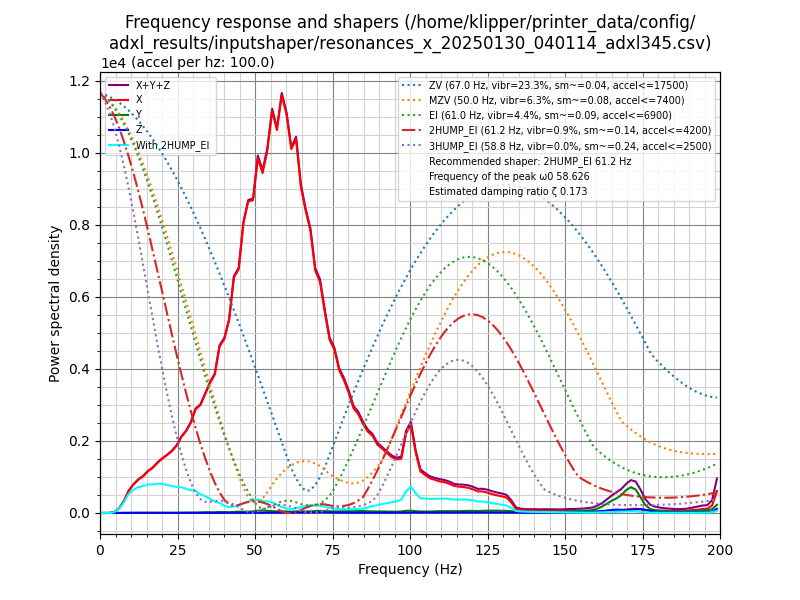 Frequency response and shapers (/home/klipper/printer_data/config/
adxl_results/inputshaper/resonances_x_20250130_040114_adxl345.csv)
1e4 (accel per hz: 100.0)
X+Y+Z
X
Y
Z
With 2HUMP_EI
ZV (67.0 Hz, vibr=23.3%, sm~=0.04, accel<=17500)
MZV (50.0 Hz, vibr=6.3%, sm~=0.08, accel<=7400)
EI (61.0 Hz, vibr=4.4%, sm~=0.09, accel<=6900)
2HUMP_EI (61.2 Hz, vibr=0.9%, sm~=0.14, accel<=4200)
3HUMP_EI (58.8 Hz, vibr=0.0%, sm~=0.24, accel<=2500)
Recommended shaper: 2HUMP_EI 61.2 Hz
Frequency of the peak ω0 58.626
Estimated damping ratio ζ 0.173
Power spectral density
1.2
1.0
0.8
0.6
0.4
0.2
0.0
0 25 50 75 100 125 150 175 200
Frequency (Hz)